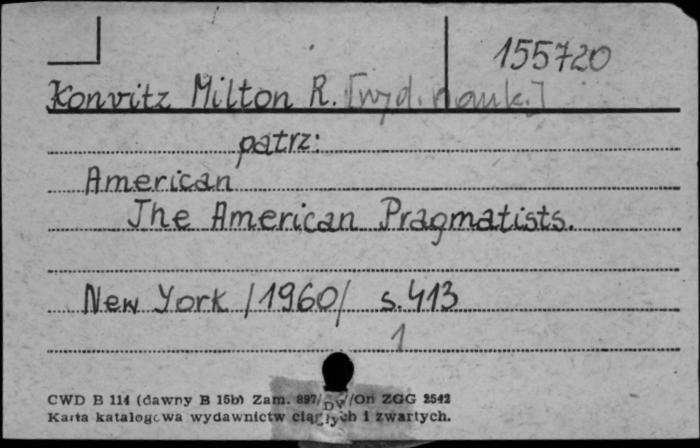 155720
Konvitz Milton R. [wyd. nauk.]
patrz:
American
The American Pragmatists.
New York /1960/ s. 413
1
CWD B 114 (dawny B 15b) Zam. 897/ DV /On ZGG 2542
Karta katalogowa wydawnictw ciągłych i zwartych.